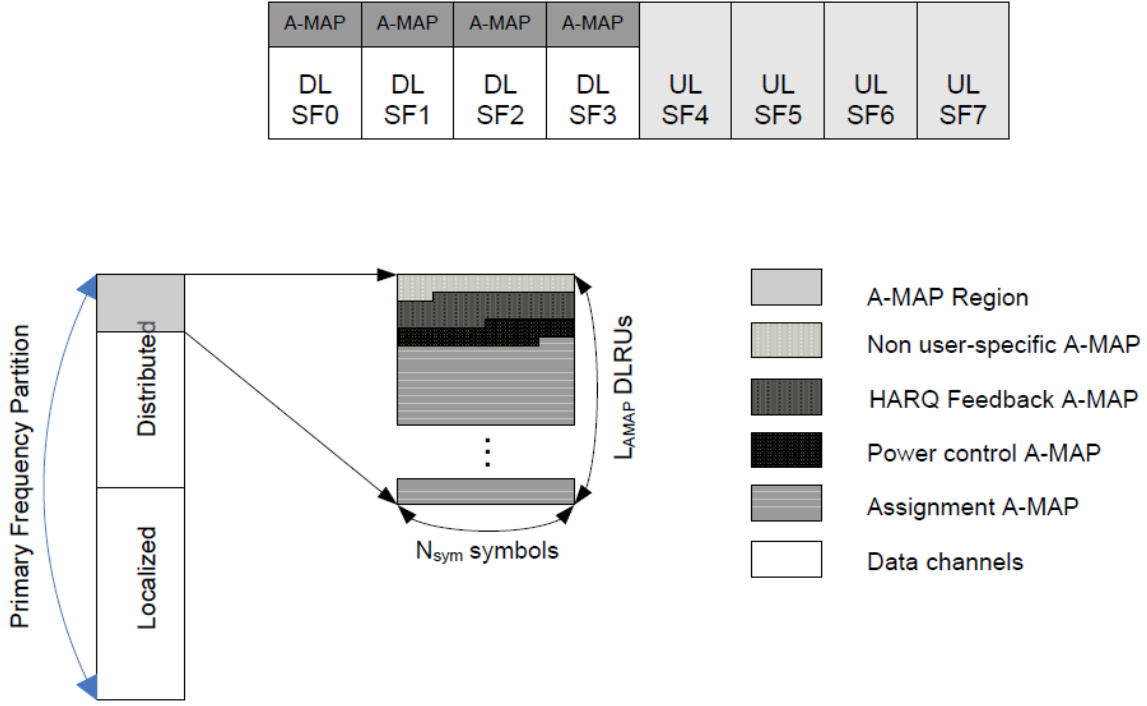 A-MAP A-MAP A-MAP A-MAP
DL DL DL DL UL UL UL UL
SF0 SF1 SF2 SF3 SF4 SF5 SF6 SF7
Primary Frequency Partition
Distributed
Localized
LAMAP DLRUs
Nsym symbols
A-MAP Region
Non user-specific A-MAP
HARQ Feedback A-MAP
Power control A-MAP
Assignment A-MAP
Data channels